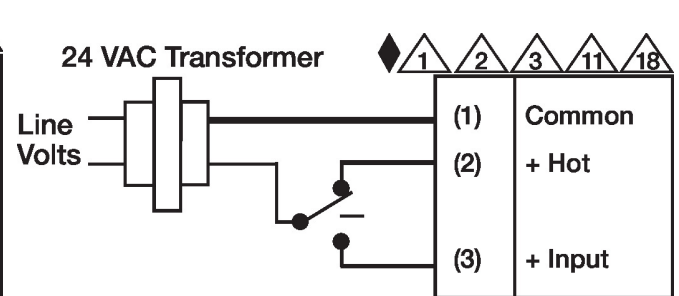 24 VAC Transformer
1 2 3 11 18
Line
Volts
(1) Common
(2) + Hot
(3) + Input